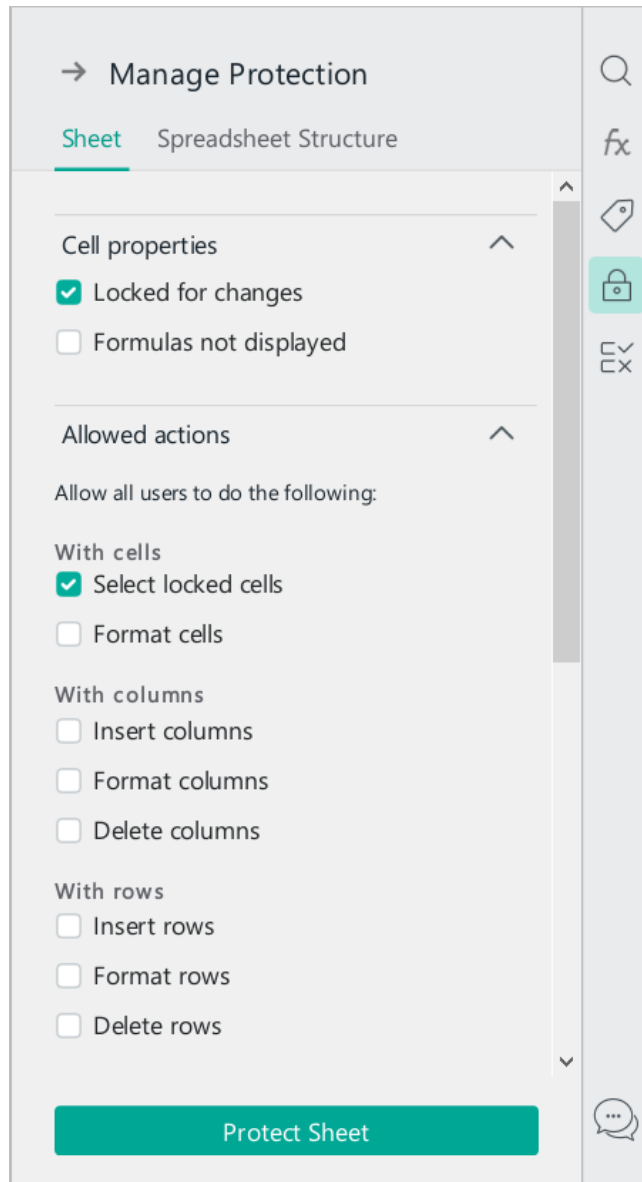 Manage Protection
Sheet Spreadsheet Structure
fx
Cell properties
Locked for changes
Formulas not displayed
Allowed actions
Allow all users to do the following:
With cells
Select locked cells
Format cells
With columns
Insert columns
Format columns
Delete columns
With rows
Insert rows
Format rows
Delete rows
Protect Sheet